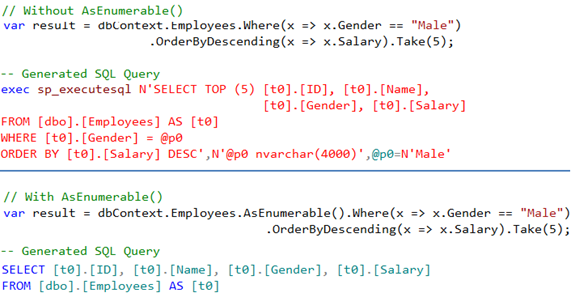 // Without AsEnumerable()
var result = dbContext.Employees.Where(x => x.Gender == "Male")
.OrderByDescending(x => x.Salary).Take(5);
-- Generated SQL Query
exec sp_executesql N'SELECT TOP (5) [t0].[ID], [t0].[Name],
[t0].[Gender], [t0].[Salary]
FROM [dbo].[Employees] AS [t0]
WHERE [t0].[Gender] = @p0
ORDER BY [t0].[Salary] DESC',N'@p0 nvarchar(4000)',@p0=N'Male'
// With AsEnumerable()
var result = dbContext.Employees.AsEnumerable().Where(x => x.Gender == "Male")
.OrderByDescending(x => x.Salary).Take(5);
-- Generated SQL Query
SELECT [t0].[ID], [t0].[Name], [t0].[Gender], [t0].[Salary]
FROM [dbo].[Employees] AS [t0]